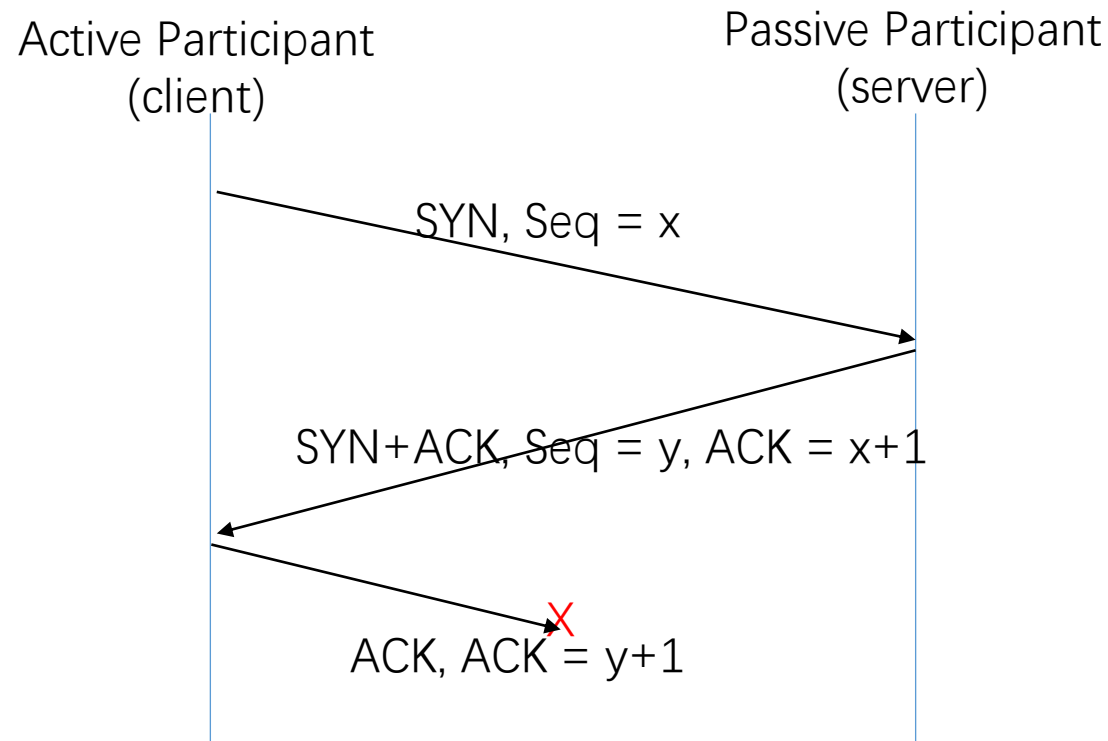 Active Participant
(client)
Passive Participant
(server)
SYN, Seq = x
SYN+ACK, Seq = y, ACK = x+1
X
ACK, ACK = y+1